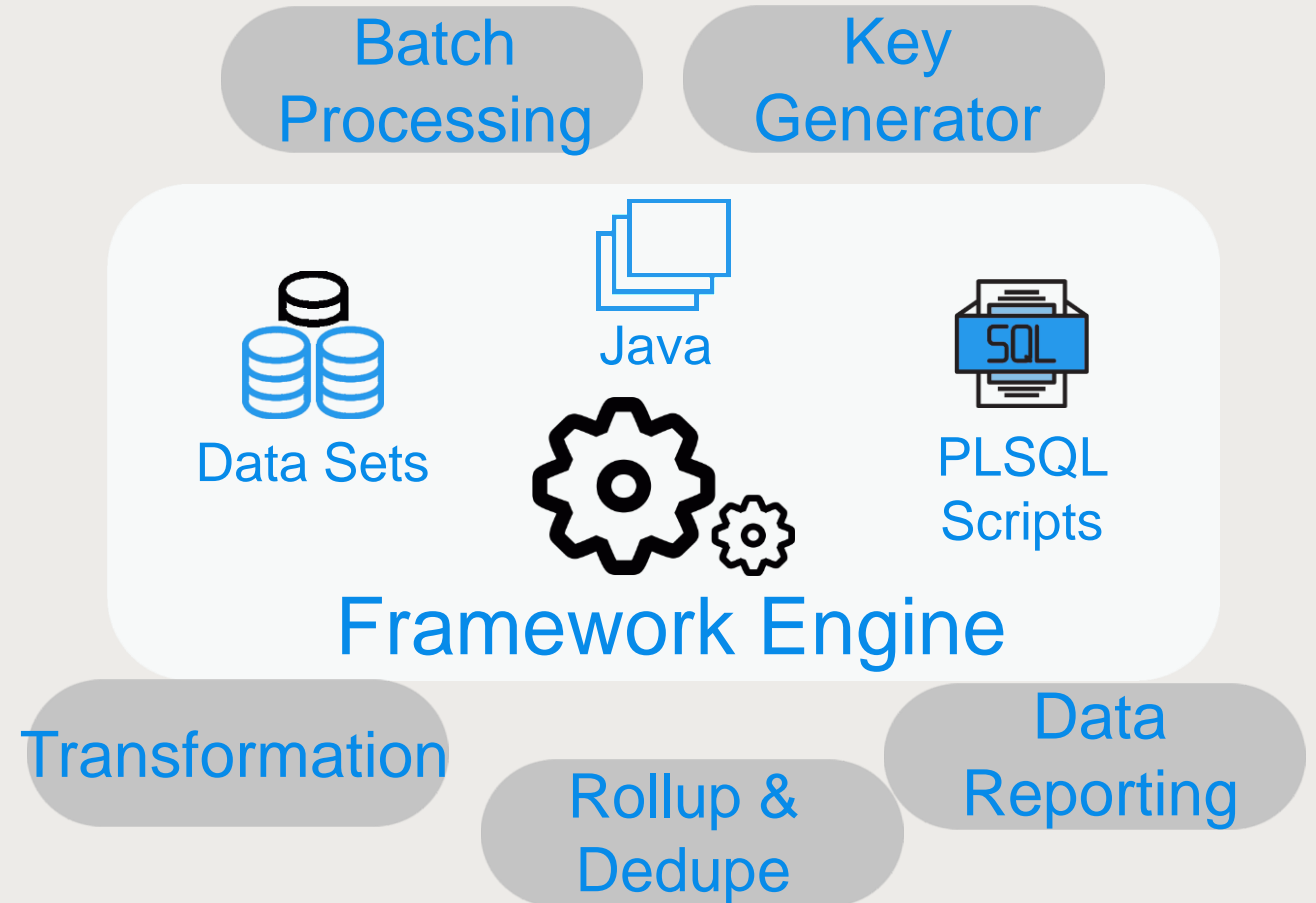 Batch
Processing
Key
Generator
Java
SQL
Data Sets
PLSQL
Scripts
Framework Engine
Transformation
Rollup &
Dedupe
Data
Reporting